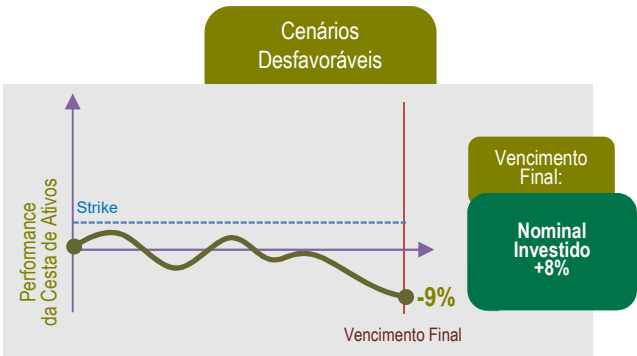 Cenários
Desfavoráveis
Performance
da Cesta de Ativos
Strike
-9%
Vencimento Final
Vencimento
Final:
Nominal
Investido
+8%